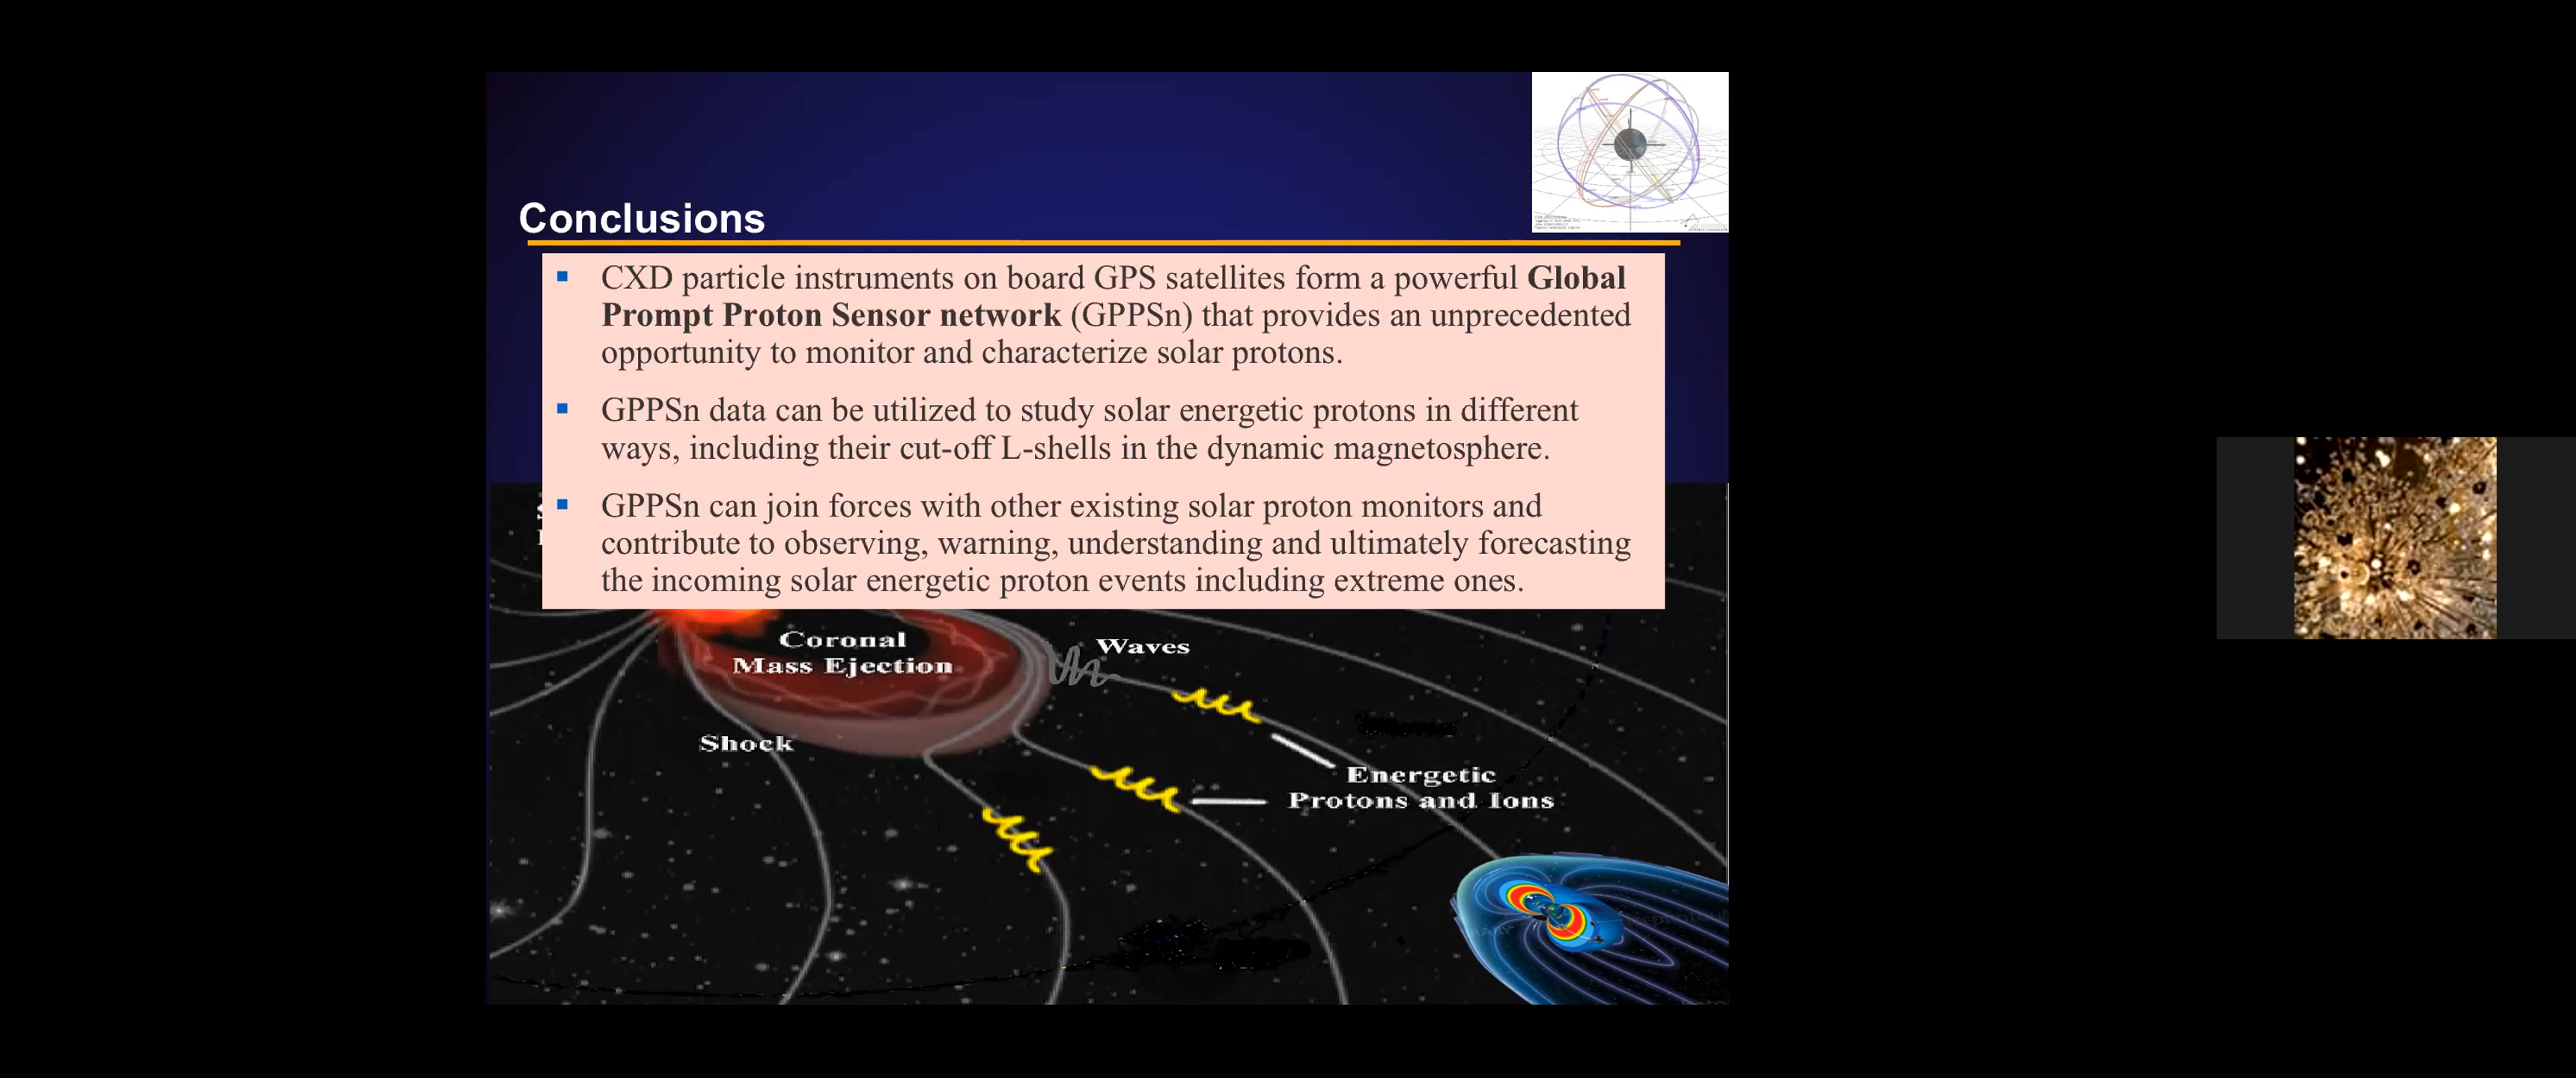 Conclusions
CXD particle instruments on board GPS satellites form a powerful Global
Prompt Proton Sensor network (GPPSn) that provides an unprecedented
opportunity to monitor and characterize solar protons.
GPPSn data can be utilized to study solar energetic protons in different
ways, including their cut-off L-shells in the dynamic magnetosphere.
GPPSn can join forces with other existing solar proton monitors and
contribute to observing, warning, understanding and ultimately forecasting
the incoming solar energetic proton events including extreme ones.
Coronal
Mass Ejection
Waves
Shock
Energetic
Protons and Ions